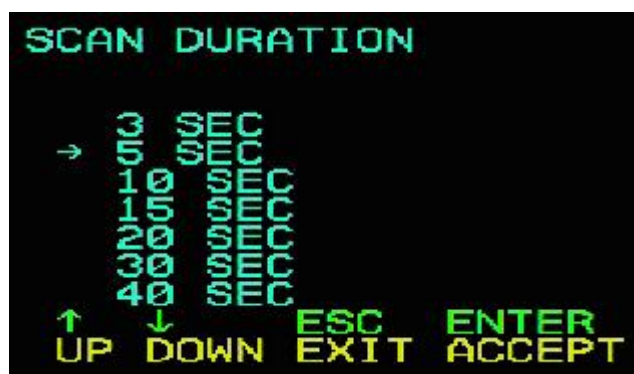 SCAN DURATION
3 SEC
→ 5 SEC
10 SEC
15 SEC
20 SEC
30 SEC
40 SEC
↑ ↓ ESC ENTER
UP DOWN EXIT ACCEPT